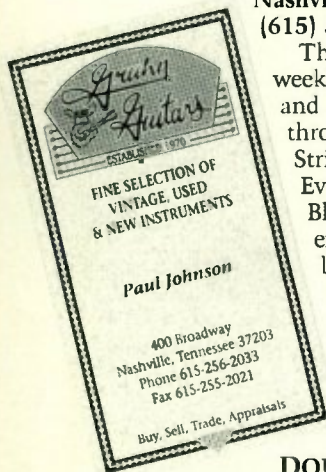 Nashvi
(615)
Th
week
and
thro
Stri
Ev
Bl
e
Gruhn
Guitars
ESTABLISHED 1970
FINE SELECTION OF
VINTAGE, USED
& NEW INSTRUMENTS
Paul Johnson
400 Broadway
Nashville, Tennessee 37203
Phone 615-256-2033
Fax 615-255-2021
Buy, Sell, Trade, Appraisals